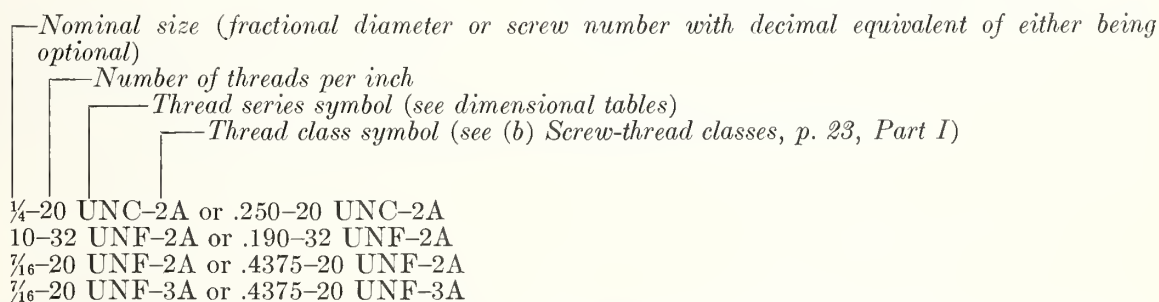 Nominal size (fractional diameter or screw number with decimal equivalent of either being
optional)
Number of threads per inch
Thread series symbol (see dimensional tables)
Thread class symbol (see (b) Screw-thread classes, p. 23, Part I)
¼–20 UNC–2A or .250–20 UNC–2A
10–32 UNF–2A or .190–32 UNF–2A
7⁄16–20 UNF–2A or .4375–20 UNF–2A
7⁄16–20 UNF–3A or .4375–20 UNF–3A